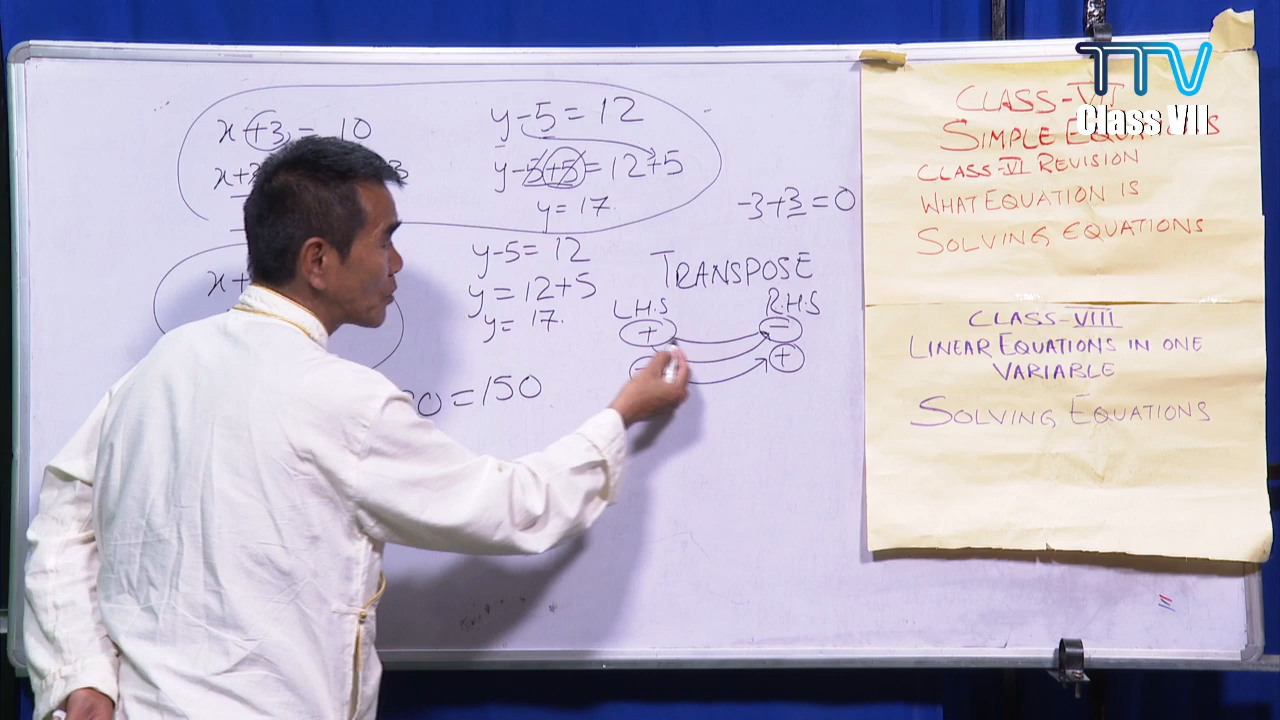 x+3 = 10
y-5 = 12
y-5+5 = 12+5
y = 17.
-3+3=0
y-5= 12
y = 12+5
y= 17.
TRANSPOSE
L.H.S R.H.S
+ -
- +
=150
CLASS-VII
SIMPLE
CLASS-VI REVISION
WHAT EQUATION IS
SOLVING EQUATIONS
CLASS-VIII
LINEAR EQUATIONS IN ONE
VARIABLE
SOLVING EQUATIONS
TTV
Class VII